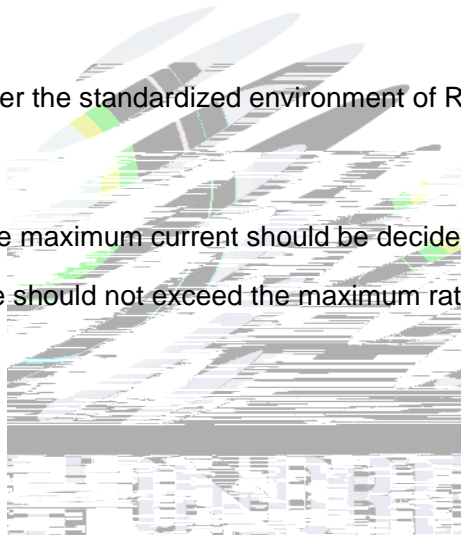 er the standardized environment of R
e maximum current should be decide
e should not exceed the maximum rat